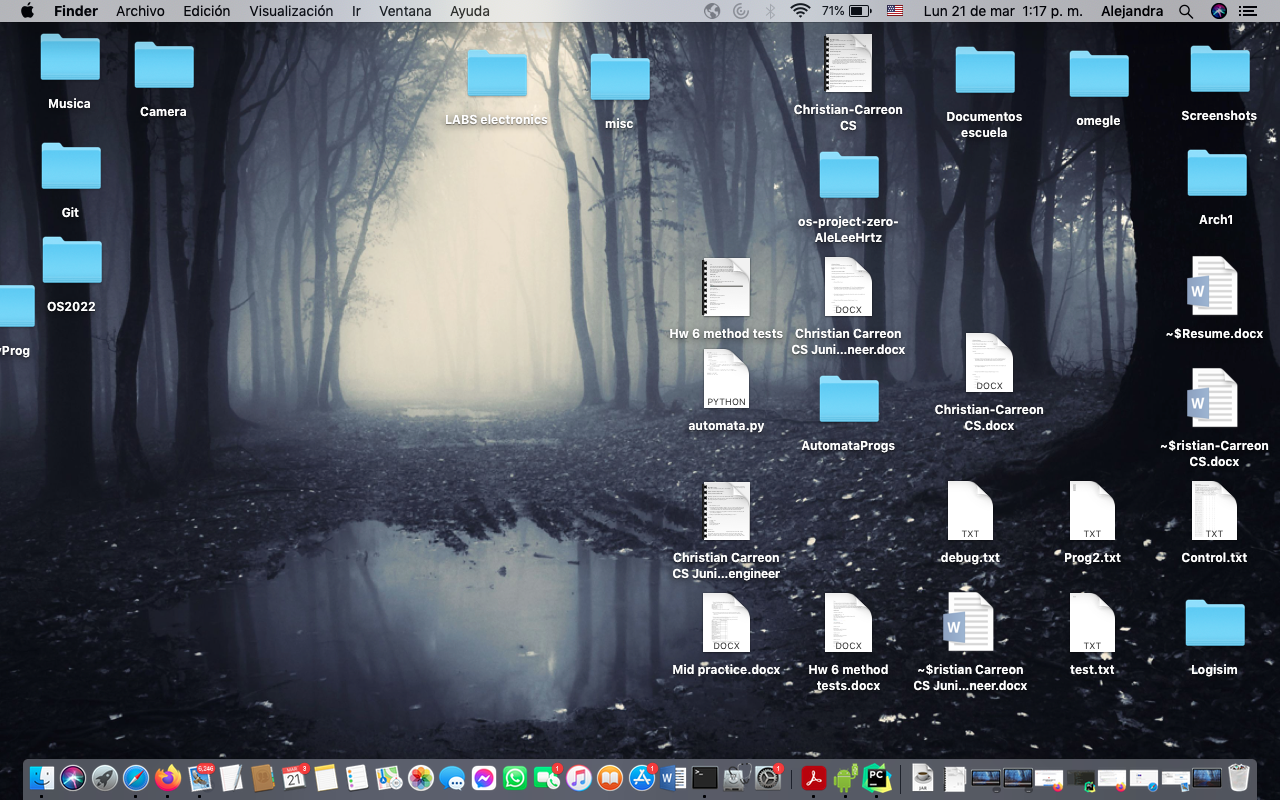 Finder Archivo Edición Visualización Ir Ventana Ayuda 71% Lun 21 de mar 1:17 p. m. Alejandra
Musica
Camera
LABS electronics
misc
Christian-Carreon
CS
Documentos
escuela
omegle
Screenshots
Git
os-project-zero-
AleLeeHrtz
Arch1
OS2022
Prog
Hw 6 method tests
DOCX
Christian Carreon
CS Juni...neer.docx
W
~$Resume.docx
PYTHON
automata.py
AutomataProgs
DOCX
Christian-Carreon
CS.docx
W
~$ristian-Carreon
CS.docx
Christian Carreon
CS Juni...engineer
TXT
debug.txt
TXT
Prog2.txt
TXT
Control.txt
DOCX
Mid practice.docx
DOCX
Hw 6 method
tests.docx
W
~$ristian Carreon
CS Juni...neer.docx
TXT
test.txt
Logisim
6,246
MAR
3
21
1
1
W
1
PC
JAR